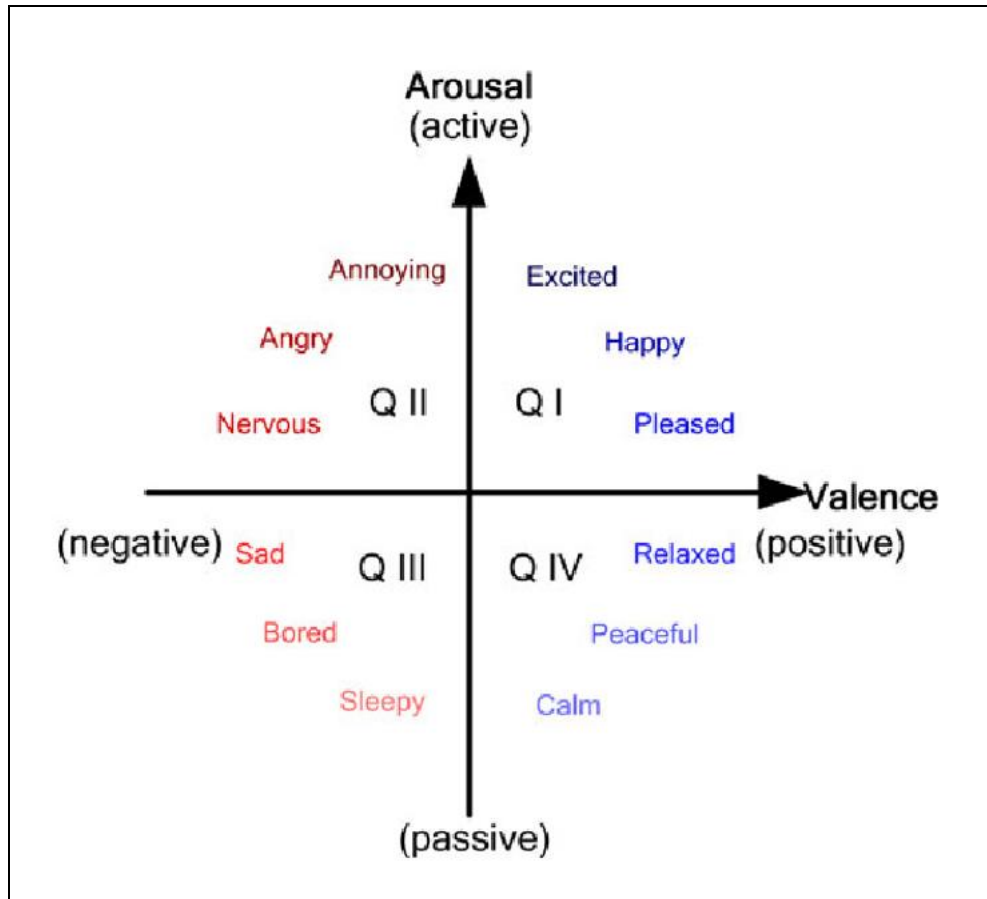 Arousal
(active)
Annoying
Excited
Angry
Happy
Q II
Q I
Nervous
Pleased
Valence
(negative)
Sad
Q III
Q IV
Relaxed
(positive)
Bored
Peaceful
Sleepy
Calm
(passive)